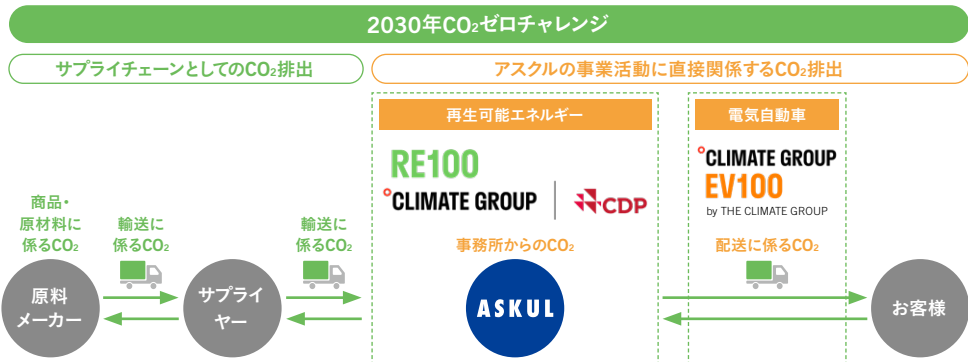 2030年CO₂ゼロチャレンジ
サプライチェーンとしてのCO₂排出
アスクルの事業活動に直接関係するCO₂排出
再生可能エネルギー
電気自動車
RE100
°CLIMATE GROUP
CDP
°CLIMATE GROUP
EV100
by THE CLIMATE GROUP
商品・
原材料に
係るCO₂
輸送に
係るCO₂
輸送に
係るCO₂
事務所からのCO₂
配送に係るCO₂
原料
メーカー
サプライ
ヤー
ASKUL
お客様